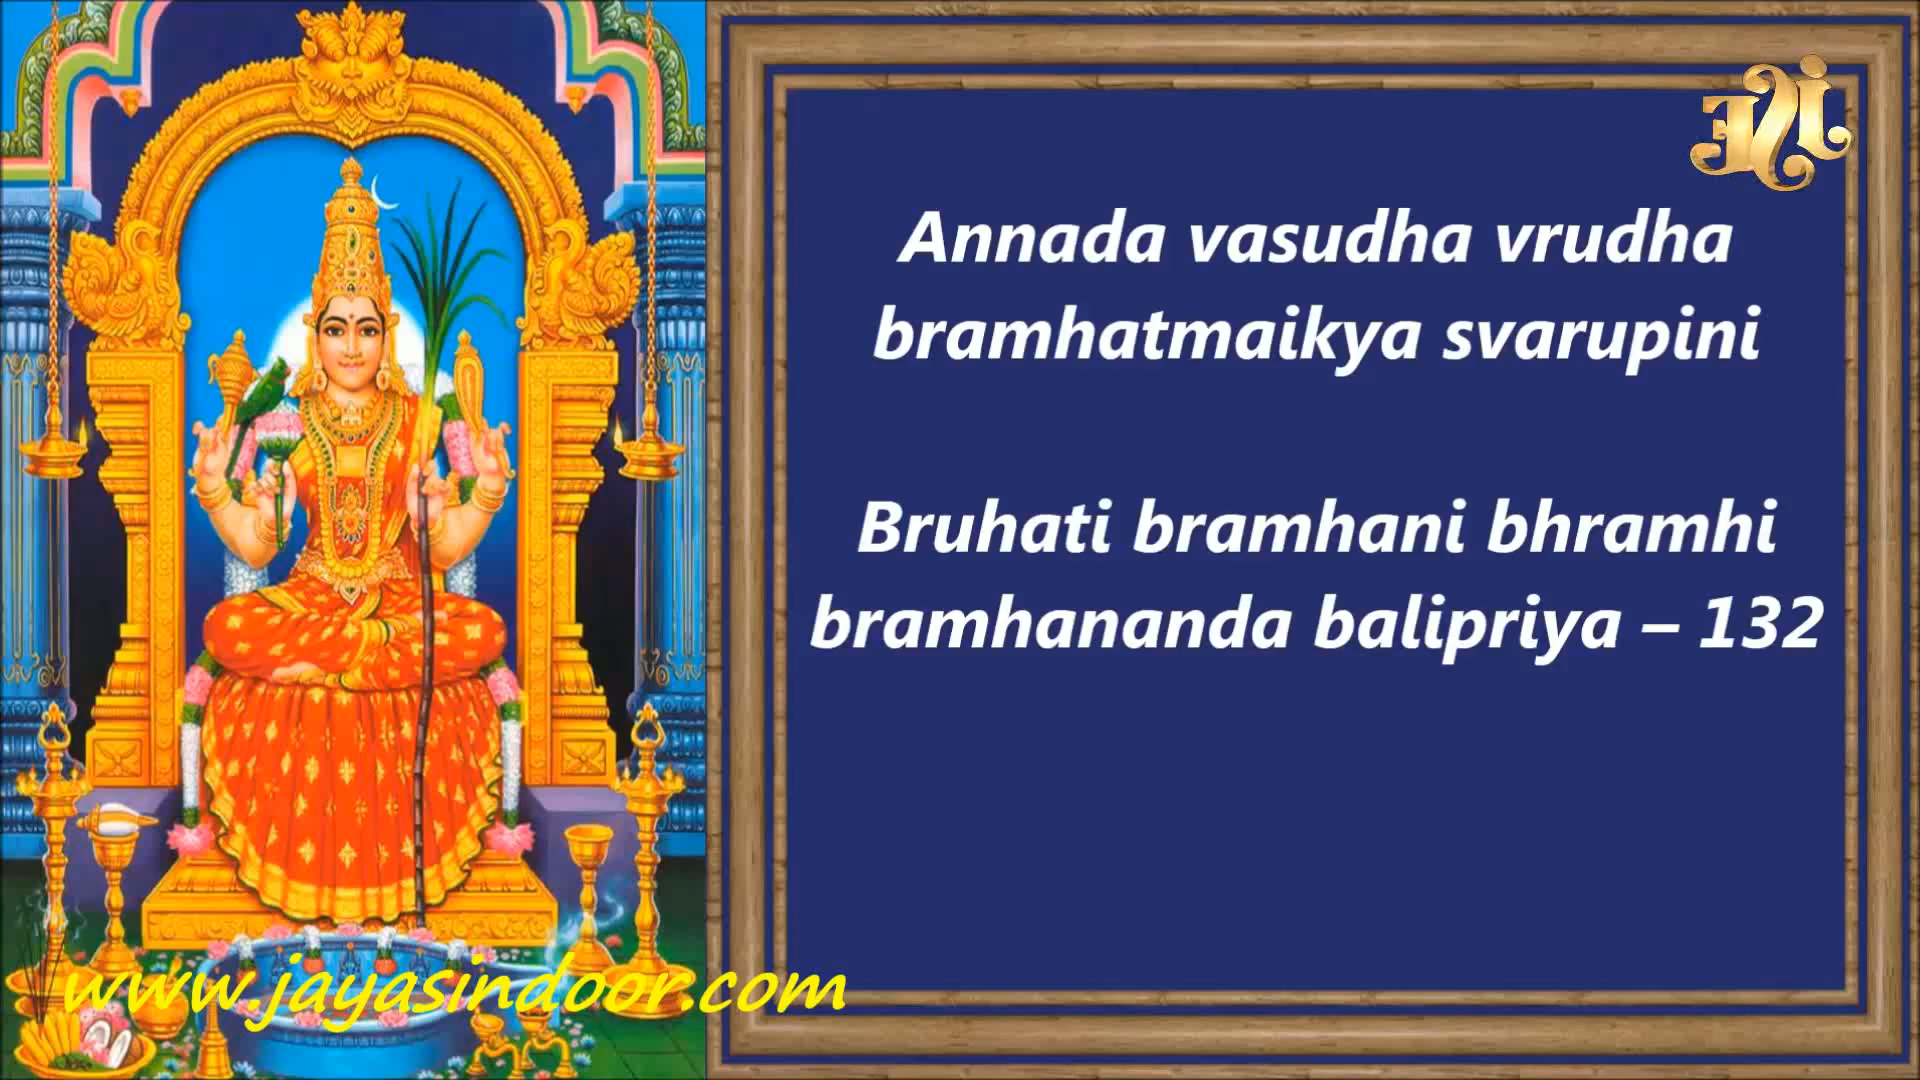 Annada vasudha vrudha
bramhatmaikya svarupini
Bruhati bramhani bhramhi
bramhananda balipriya – 132
www.jayasindoor.com